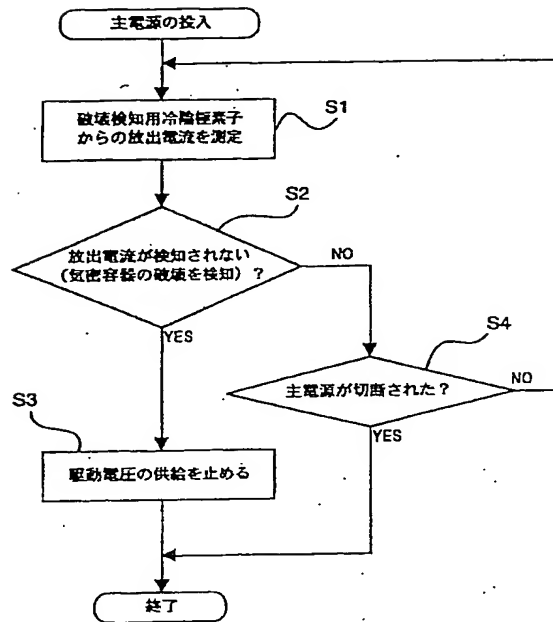 主電源の投入
S1
破壊検知用冷陰極素子
からの放出電流を測定
S2
放出電流が検知されない
(気密容器の破壊を検知)?
NO
YES
S4
主電源が切断された?
NO
YES
S3
駆動電圧の供給を止める
終了